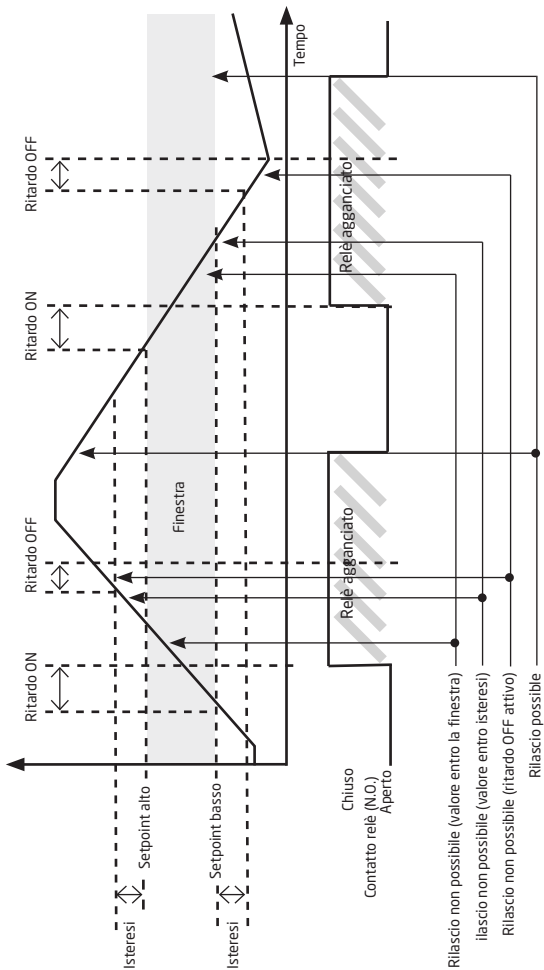 Ritardo ON
Ritardo OFF
Ritardo ON
Ritardo OFF
Isteresi
Setpoint alto
Finestra
Setpoint basso
Isteresi
Tempo
Chiuso
Contatto relè (N.O.)
Aperto
Relè agganciato
Relè agganciato
Rilascio non possibile (valore entro la finestra)
ilascio non possibile (valore entro isteresi)
Rilascio non possibile (ritardo OFF attivo)
Rilascio possible